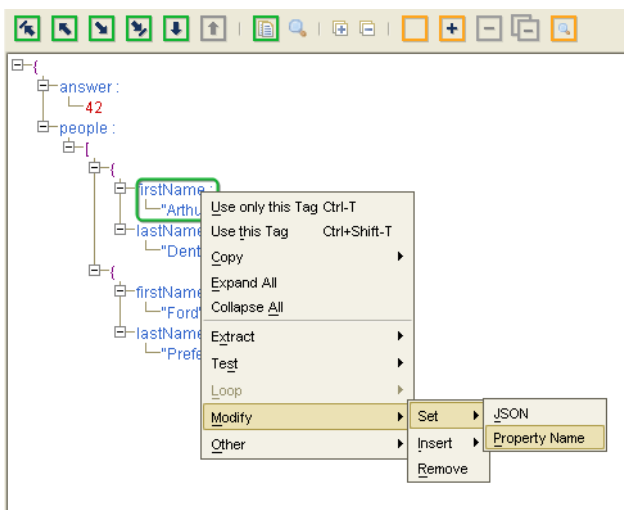 {
answer :
42
people :
[
{
firstName :
"Arthu
lastName
"Dent
{
firstName
"Ford"
lastName
"Prefe
Use only this Tag Ctrl-T
Use this Tag Ctrl+Shift-T
Copy
Expand All
Collapse All
Extract
Test
Loop
Modify
Other
Set
Insert
Remove
JSON
Property Name